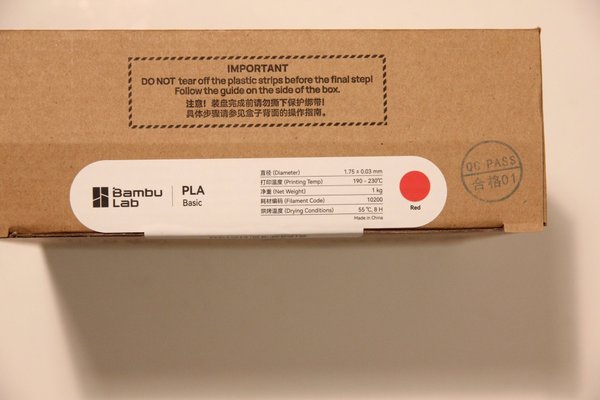 IMPORTANT
DO NOT tear off the plastic strips before the final step!
Follow the guide on the side of the box.
注意！装盘完成前请勿撕下保护绑带！
具体步骤请参见盒子背面的操作指南。
Bambu
Lab
PLA
Basic
直径 (Diameter) 1.75 ± 0.03 mm
打印温度 (Printing Temp) 190 - 230℃
净重 (Net Weight) 1 kg
耗材编码 (Filament Code) 10200
烘烤温度 (Drying Conditions) 55 ℃, 8 H
Made in China
Red
QC PASS
合格01